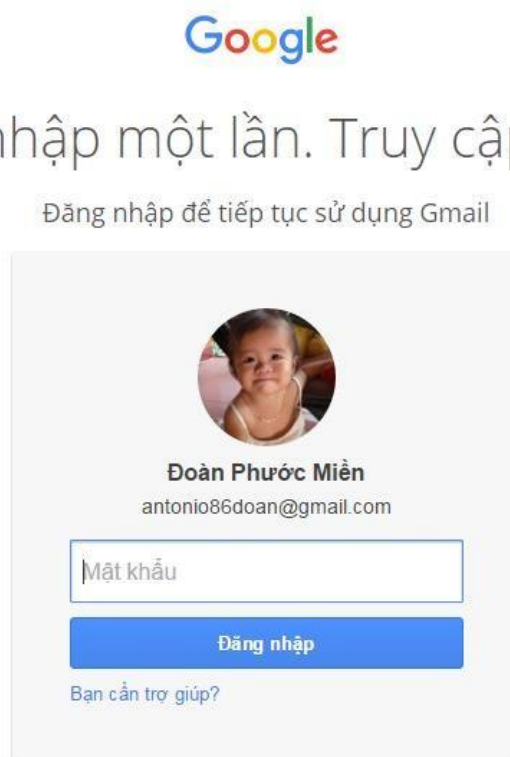 Google
nhập một lần. Truy cập
Đăng nhập để tiếp tục sử dụng Gmail
Đoàn Phước Miền
antonio86doan@gmail.com
Mật khẩu
Đăng nhập
Bạn cần trợ giúp?